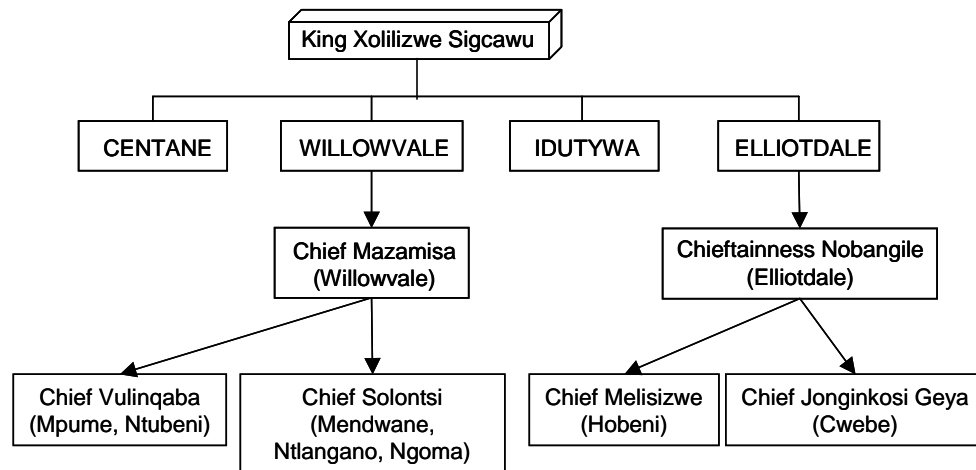 King Xolilizwe Sigcawu
CENTANE
WILLOWVALE
IDUTYWA
ELLIOTDALE
Chief Mazamisa
(Willowvale)
Chieftainness Nobangile
(Elliotdale)
Chief Vulinqaba
(Mpume, Ntubeni)
Chief Solontsi
(Mendwane,
Ntlangano, Ngoma)
Chief Melisizwe
(Hobeni)
Chief Jonginkosi Geya
(Cwebe)